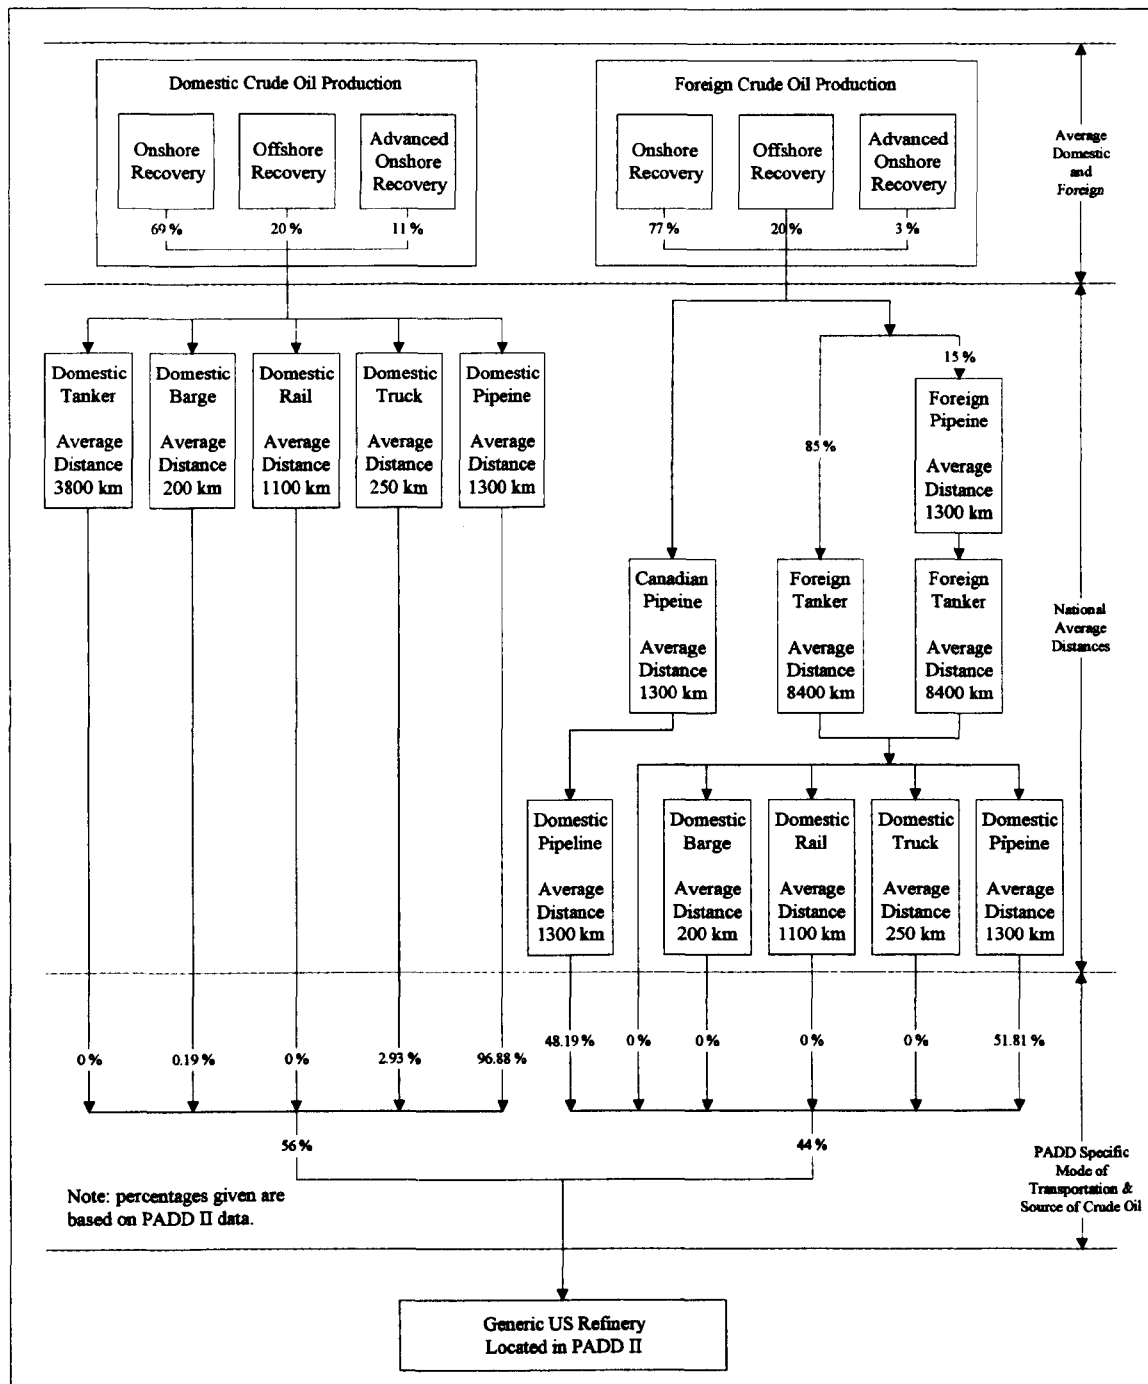 Domestic Crude Oil Production
Onshore
Recovery
Offshore
Recovery
Advanced
Onshore
Recovery
69 %
20 %
11 %
Foreign Crude Oil Production
Onshore
Recovery
Offshore
Recovery
Advanced
Onshore
Recovery
77 %
20 %
3 %
Average
Domestic
and
Foreign
Domestic
Tanker
Average
Distance
3800 km
Domestic
Barge
Average
Distance
200 km
Domestic
Rail
Average
Distance
1100 km
Domestic
Truck
Average
Distance
250 km
Domestic
Pipeine
Average
Distance
1300 km
15 %
Foreign
Pipeine
Average
Distance
1300 km
85 %
Canadian
Pipeine
Average
Distance
1300 km
Foreign
Tanker
Average
Distance
8400 km
Foreign
Tanker
Average
Distance
8400 km
National
Average
Distances
Domestic
Pipeline
Average
Distance
1300 km
Domestic
Barge
Average
Distance
200 km
Domestic
Rail
Average
Distance
1100 km
Domestic
Truck
Average
Distance
250 km
Domestic
Pipeine
Average
Distance
1300 km
0 %
0.19 %
0 %
2.93 %
96.88 %
48.19 %
0 %
0 %
0 %
0 %
51.81 %
56 %
44 %
PADD Specific
Mode of
Transportation &
Source of Crude Oil
Note: percentages given are
based on PADD II data.
Generic US Refinery
Located in PADD II